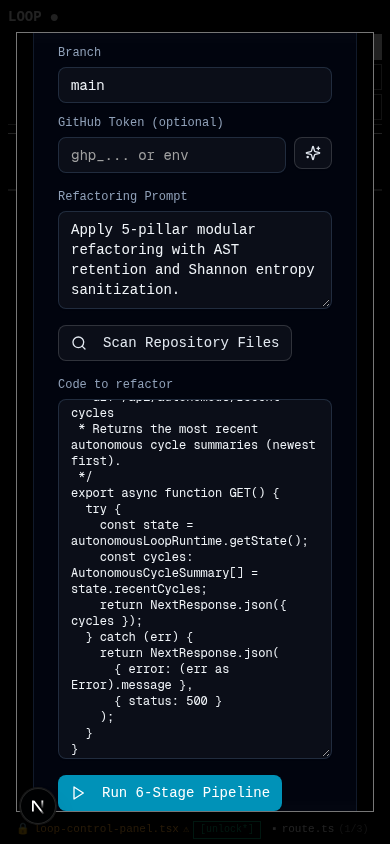 LOOP
Branch
main
GitHub Token (optional)
ghp_... or env
Refactoring Prompt
Apply 5-pillar modular
refactoring with AST
retention and Shannon entropy
sanitization.
Scan Repository Files
Code to refactor
cycles
 * Returns the most recent
autonomous cycle summaries (newest
first).
 */
export async function GET() {
  try {
    const state =
autonomousLoopRuntime.getState();
    const cycles:
AutonomousCycleSummary[] =
state.recentCycles;
    return NextResponse.json({
cycles });
  } catch (err) {
    return NextResponse.json(
      { error: (err as
Error).message },
      { status: 500 }
    );
  }
}
Run 6-Stage Pipeline
N
loop-control-panel.tsx ⚠ [unlock*] • route.ts (1/3)